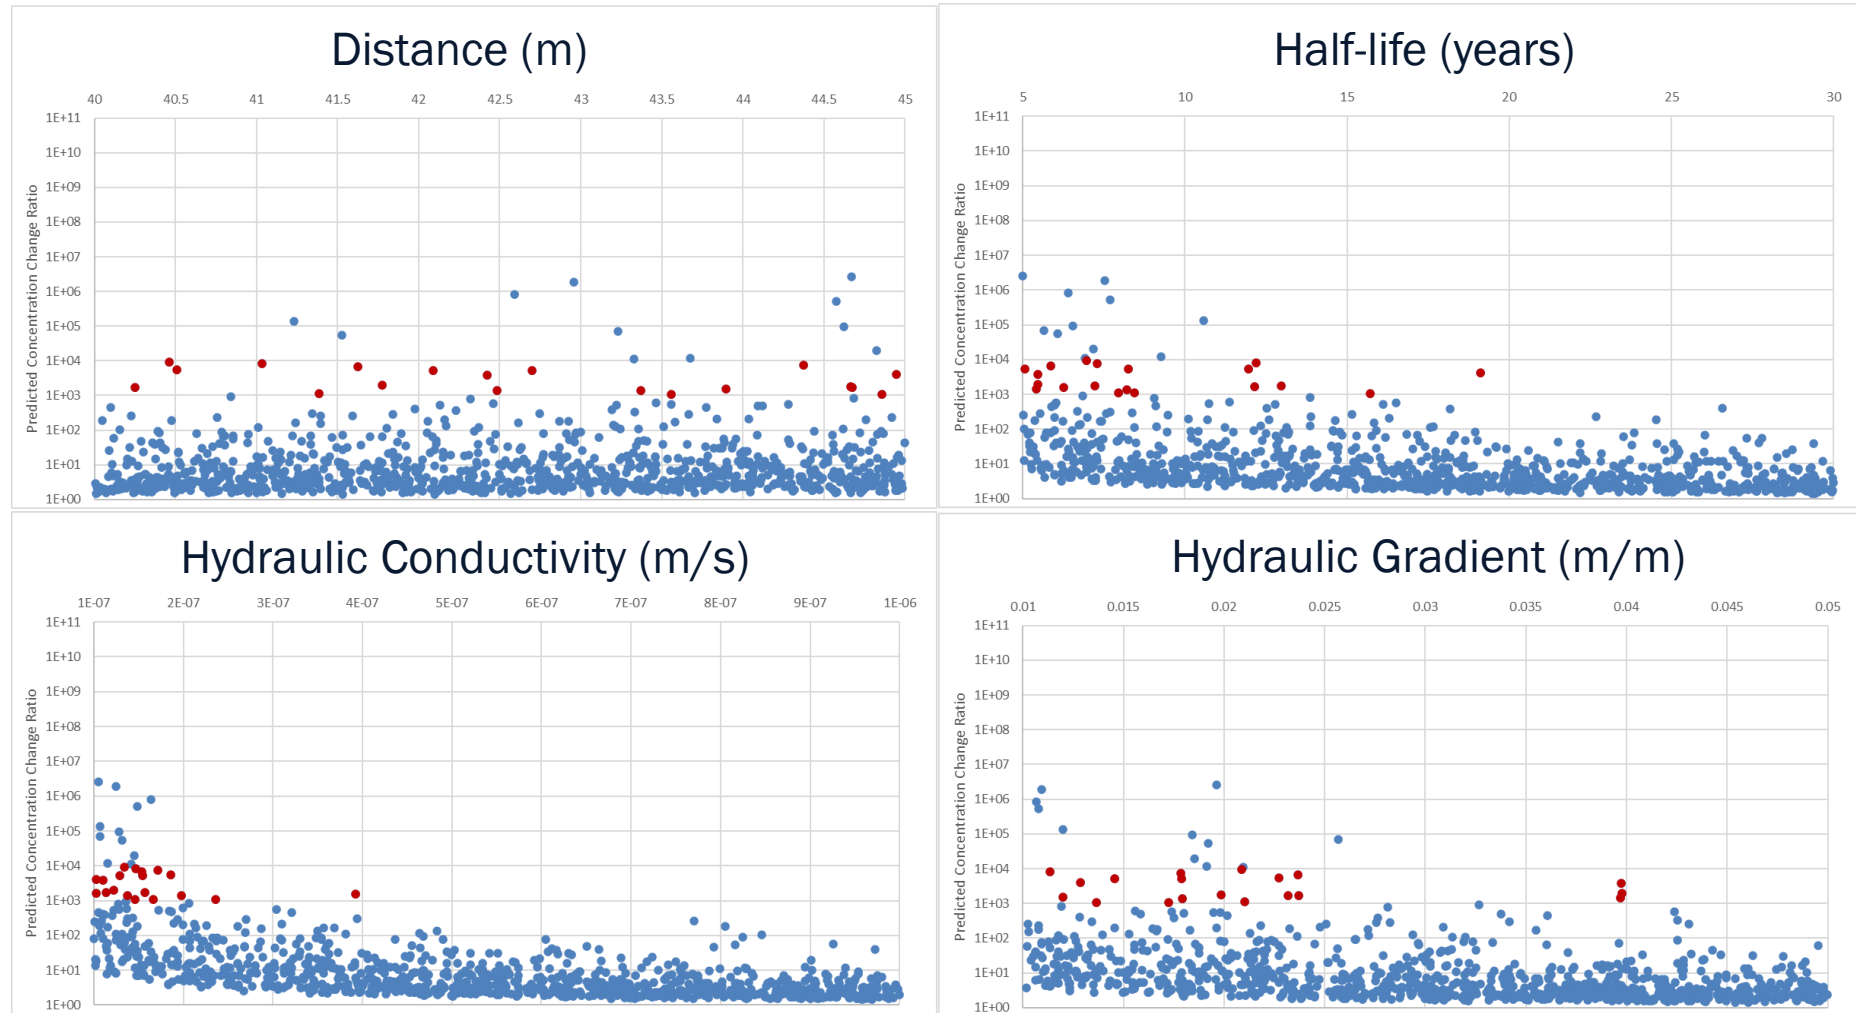 Distance (m)
40 40.5 41 41.5 42 42.5 43 43.5 44 44.5 45
1E+11
1E+10
1E+09
1E+08
1E+07
1E+06
1E+05
1E+04
1E+03
1E+02
1E+01
1E+00
Predicted Concentration Change Ratio
Half-life (years)
5 10 15 20 25 30
1E+11
1E+10
1E+09
1E+08
1E+07
1E+06
1E+05
1E+04
1E+03
1E+02
1E+01
1E+00
Predicted Concentration Change Ratio
Hydraulic Conductivity (m/s)
1E-07 2E-07 3E-07 4E-07 5E-07 6E-07 7E-07 8E-07 9E-07 1E-06
1E+11
1E+10
1E+09
1E+08
1E+07
1E+06
1E+05
1E+04
1E+03
1E+02
1E+01
1E+00
Predicted Concentration Change Ratio
Hydraulic Gradient (m/m)
0.01 0.015 0.02 0.025 0.03 0.035 0.04 0.045 0.05
1E+11
1E+10
1E+09
1E+08
1E+07
1E+06
1E+05
1E+04
1E+03
1E+02
1E+01
1E+00
Predicted Concentration Change Ratio